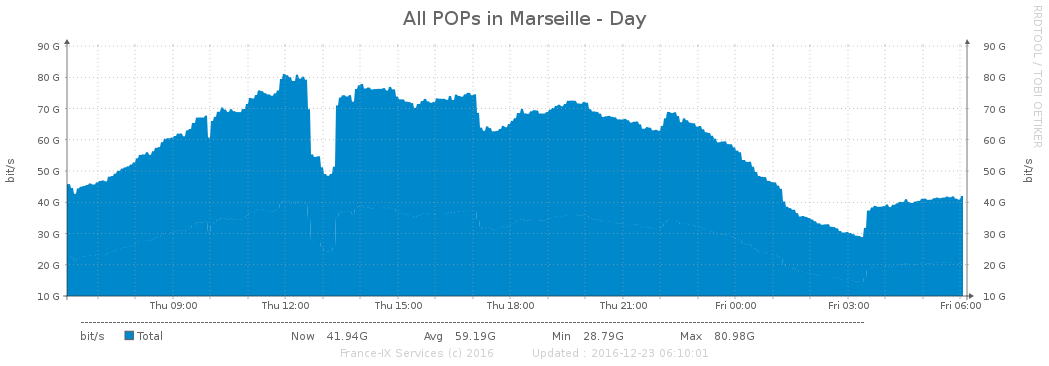 All POPs in Marseille - Day
RRDTOOL / TOBI OETIKER
bit/s
90 G 90 G
80 G 80 G
70 G 70 G
60 G 60 G
50 G 50 G
40 G 40 G
30 G 30 G
20 G 20 G
10 G 10 G
bit/s
Thu 09:00 Thu 12:00 Thu 15:00 Thu 18:00 Thu 21:00 Fri 00:00 Fri 03:00 Fri 06:00
bit/s Total Now 41.94G Avg 59.19G Min 28.79G Max 80.98G
France-IX Services (c) 2016 Updated : 2016-12-23 06:10:01